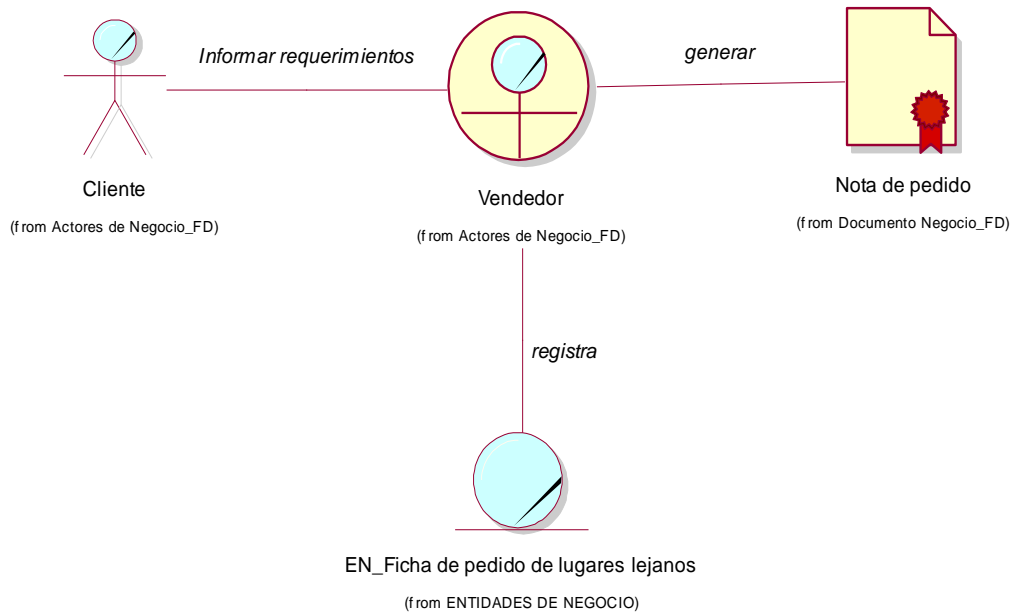 Informar requerimientos
generar
Cliente
(from Actores de Negocio_FD)
Vendedor
(from Actores de Negocio_FD)
Nota de pedido
(from Documento Negocio_FD)
registra
EN_Ficha de pedido de lugares lejanos
(from ENTIDADES DE NEGOCIO)